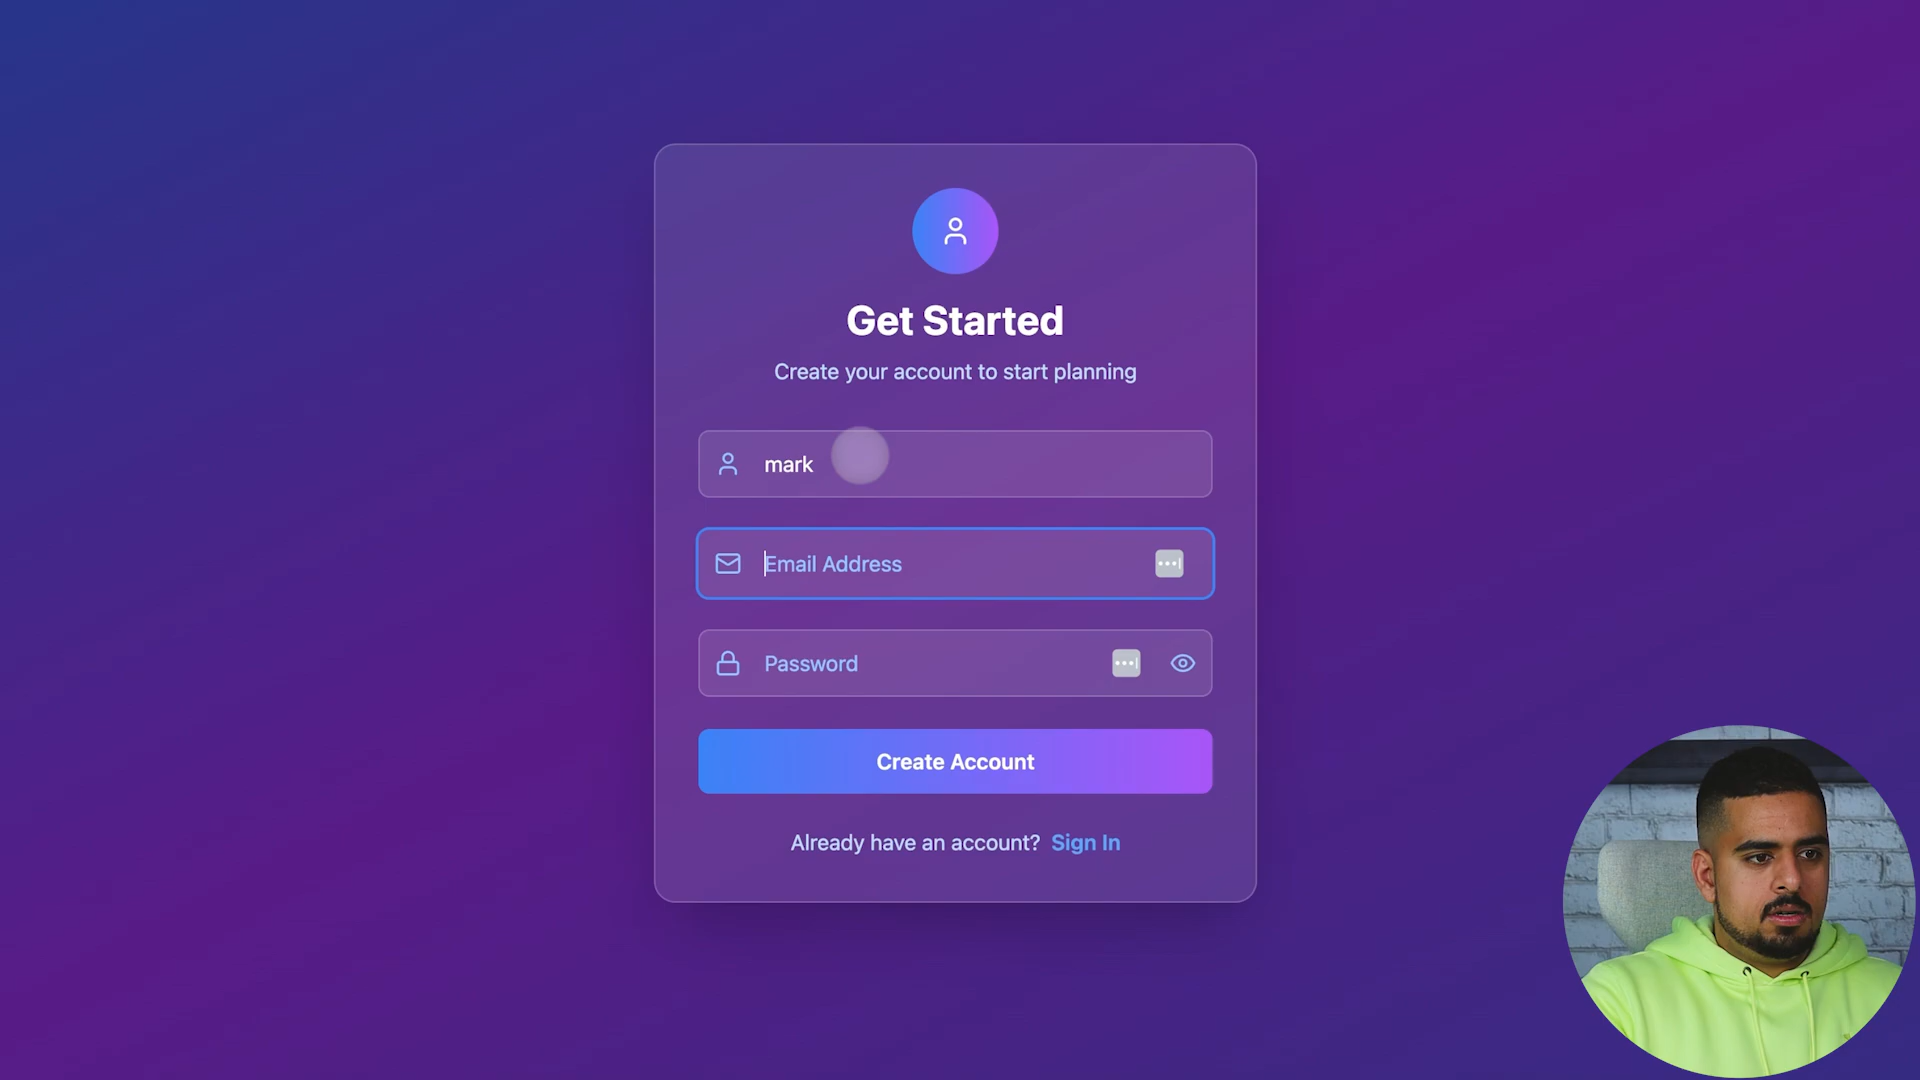 Get Started
Create your account to start planning
mark
Email Address
Password
Create Account
Already have an account? Sign In